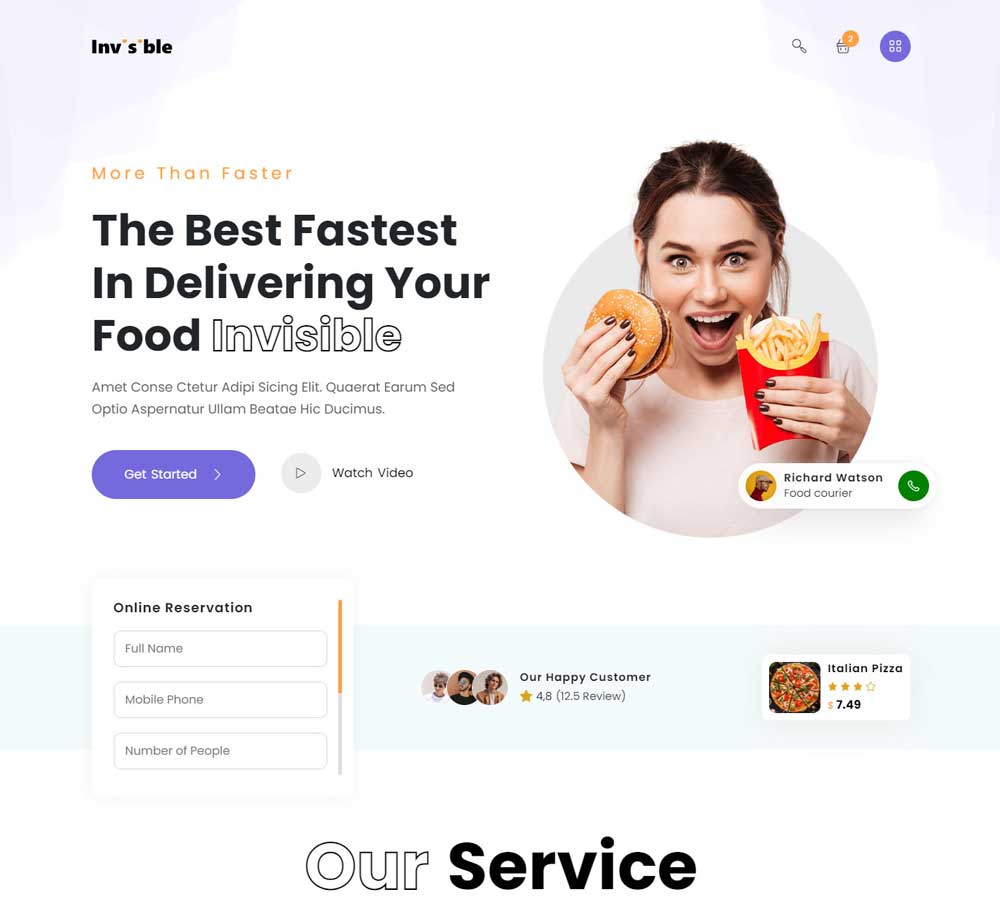 Invisible
2
More Than Faster
The Best Fastest
In Delivering Your
Food Invisible
Amet Conse Ctetur Adipi Sicing Elit. Quaerat Earum Sed
Optio Aspernatur Ullam Beatae Hic Ducimus.
Get Started
Watch Video
Richard Watson
Food courier
Online Reservation
Full Name
Mobile Phone
Number of People
Our Happy Customer
4,8 (12.5 Review)
Italian Pizza
$ 7.49
Our Service